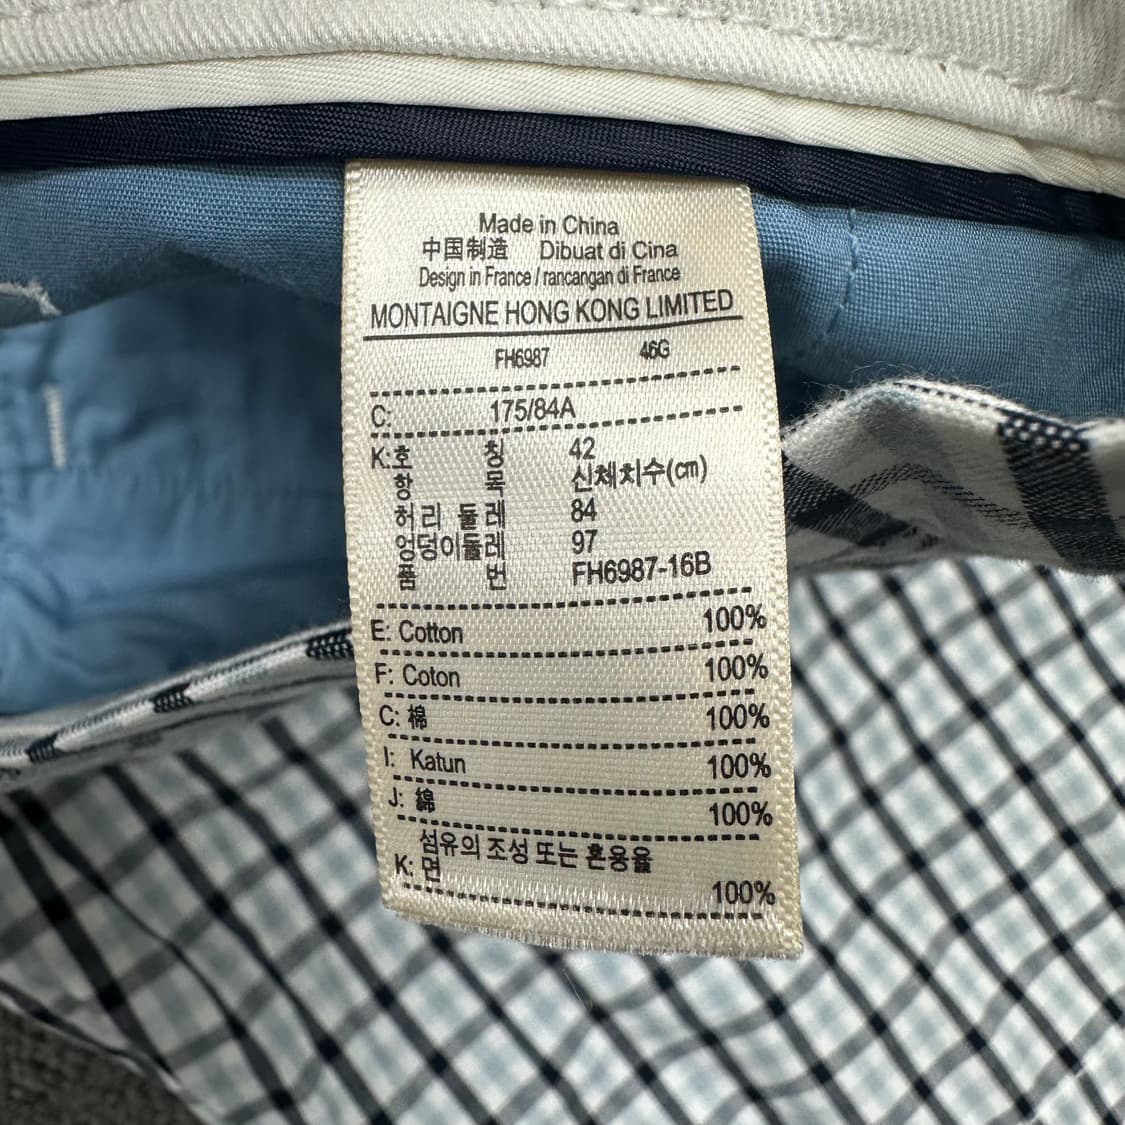 Made in China
中国制造 Dibuat di Cina
Design in France / rancangan di France
MONTAIGNE HONG KONG LIMITED
FH6987 46G
C: 175/84A
K:호 칭 42
항 목 신체치수(cm)
허리 둘레 84
엉덩이둘레 97
품 번 FH6987-16B
E: Cotton 100%
F: Coton 100%
C: 棉 100%
I: Katun 100%
J: 綿 100%
섬유의 조성 또는 혼용율
K: 면 100%